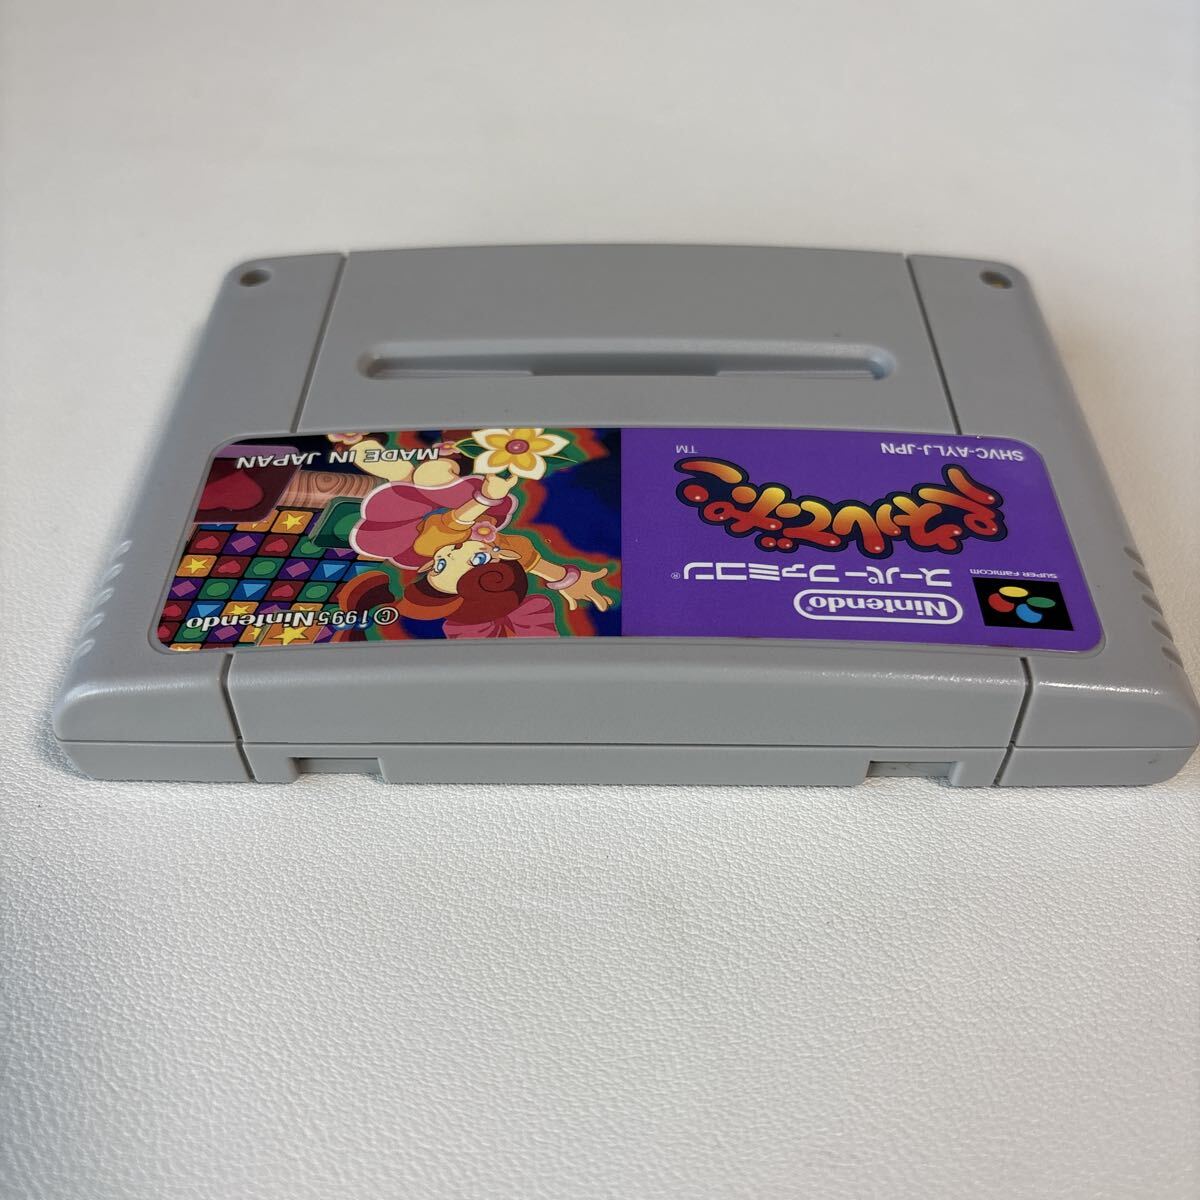 SUPER Famicom
Nintendo®
スーパーファミコン®
パネルでポン
TM
SHVC-AYLJ-JPN
©1995 Nintendo
MADE IN JAPAN